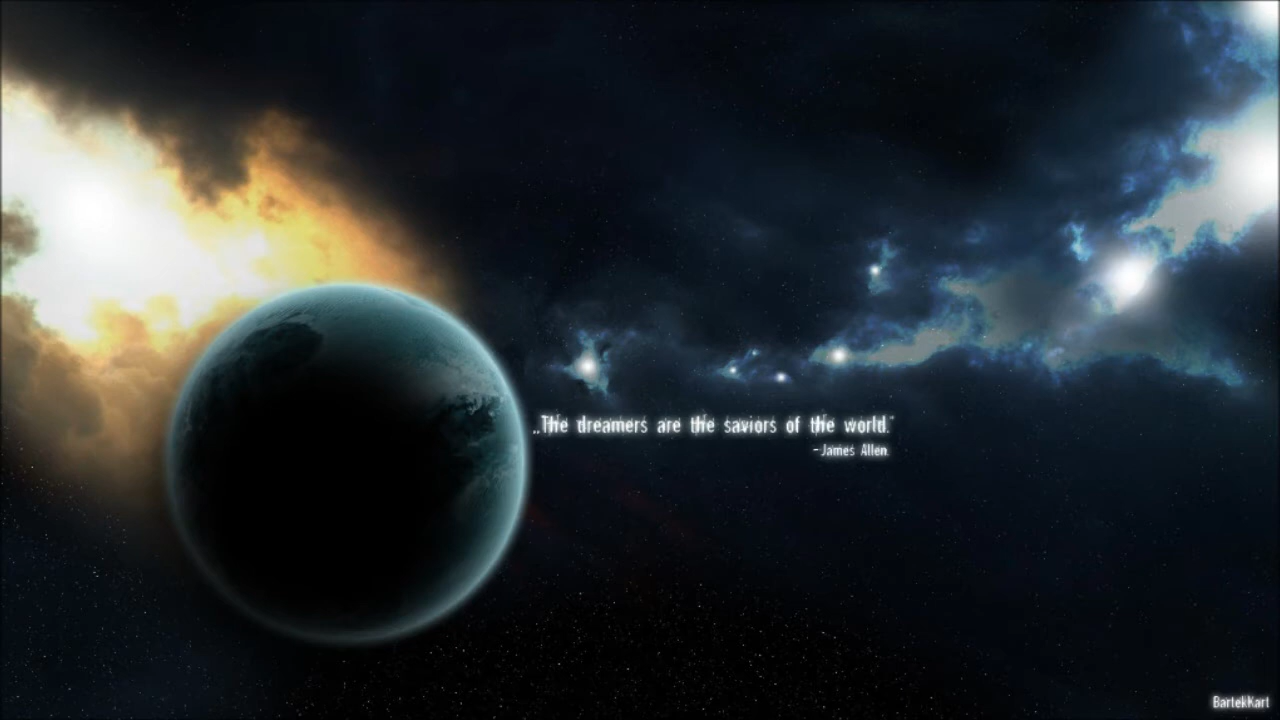 „The dreamers are the saviors of the world.”
-James Allen
BartekKart